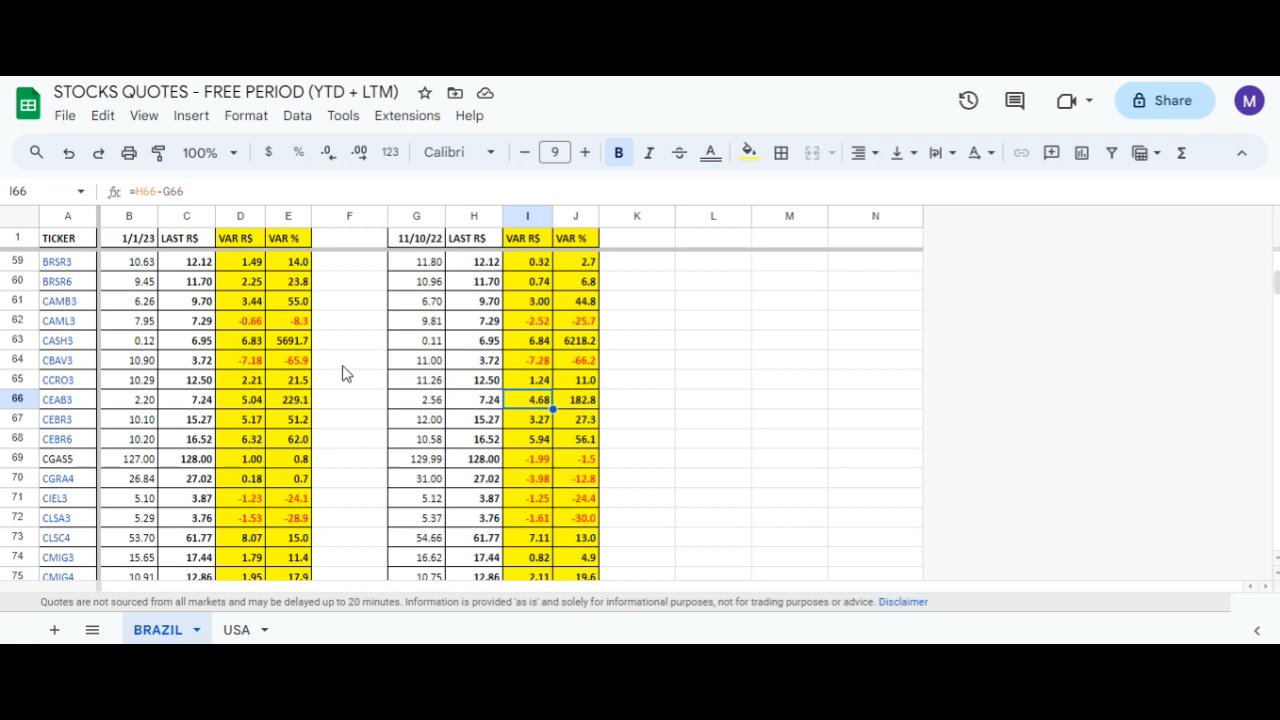 STOCKS QUOTES - FREE PERIOD (YTD + LTM)
File Edit View Insert Format Data Tools Extensions Help
Share M
100% $ % .0 .00 123 Calibri − 9 + B I A Σ
I66 fx =H66-G66
A B C D E F G H I J K L M N
1 TICKER 1/1/23 LAST R$ VAR R$ VAR % 11/10/22 LAST R$ VAR R$ VAR %
59 BRSR3 10.63 12.12 1.49 14.0 11.80 12.12 0.32 2.7
60 BRSR6 9.45 11.70 2.25 23.8 10.96 11.70 0.74 6.8
61 CAMB3 6.26 9.70 3.44 55.0 6.70 9.70 3.00 44.8
62 CAML3 7.95 7.29 -0.66 -8.3 9.81 7.29 -2.52 -25.7
63 CASH3 0.12 6.95 6.83 5691.7 0.11 6.95 6.84 6218.2
64 CBAV3 10.90 3.72 -7.18 -65.9 11.00 3.72 -7.28 -66.2
65 CCRO3 10.29 12.50 2.21 21.5 11.26 12.50 1.24 11.0
66 CEAB3 2.20 7.24 5.04 229.1 2.56 7.24 4.68 182.8
67 CEBR3 10.10 15.27 5.17 51.2 12.00 15.27 3.27 27.3
68 CEBR6 10.20 16.52 6.32 62.0 10.58 16.52 5.94 56.1
69 CGAS5 127.00 128.00 1.00 0.8 129.99 128.00 -1.99 -1.5
70 CGRA4 26.84 27.02 0.18 0.7 31.00 27.02 -3.98 -12.8
71 CIEL3 5.10 3.87 -1.23 -24.1 5.12 3.87 -1.25 -24.4
72 CLSA3 5.29 3.76 -1.53 -28.9 5.37 3.76 -1.61 -30.0
73 CLSC4 53.70 61.77 8.07 15.0 54.66 61.77 7.11 13.0
74 CMIG3 15.65 17.44 1.79 11.4 16.62 17.44 0.82 4.9
75 CMIG4 10.91 12.86 1.95 17.9 10.75 12.86 2.11 19.6
Quotes are not sourced from all markets and may be delayed up to 20 minutes. Information is provided 'as is' and solely for informational purposes, not for trading purposes or advice. Disclaimer
BRAZIL USA